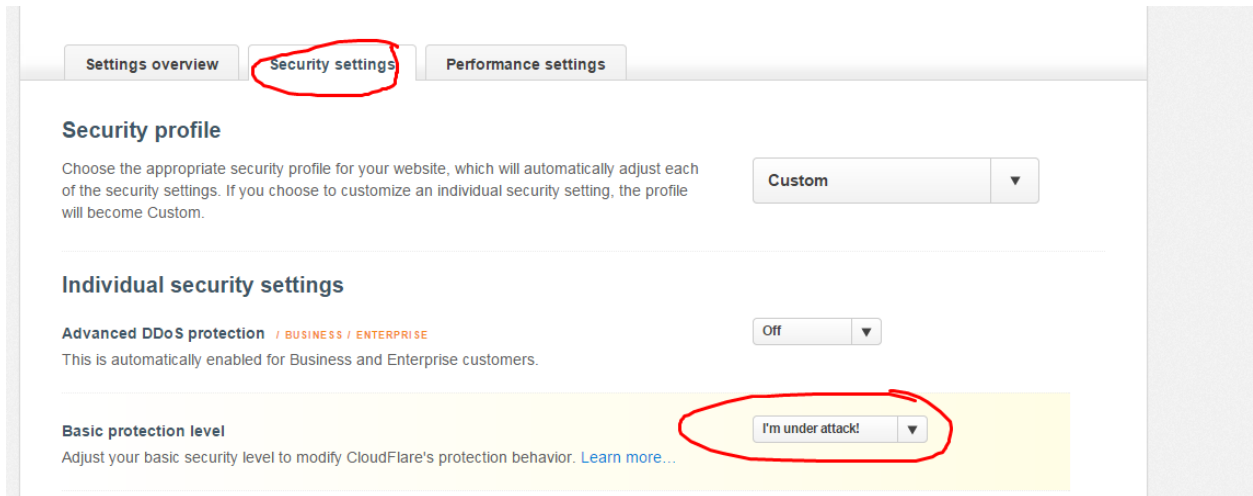 Settings overview
Security settings
Performance settings
Security profile
Choose the appropriate security profile for your website, which will automatically adjust each
of the security settings. If you choose to customize an individual security setting, the profile
will become Custom.
Custom
Individual security settings
Advanced DDoS protection / BUSINESS / ENTERPRISE
Off
This is automatically enabled for Business and Enterprise customers.
Basic protection level
I'm under attack!
Adjust your basic security level to modify CloudFlare's protection behavior. Learn more…